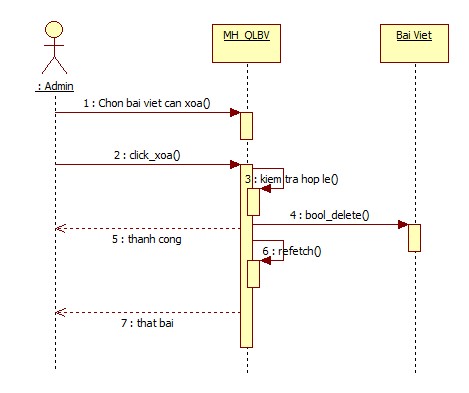 MH_QLBV
Bai Viet
: Admin
1 : Chon bai viet can xoa()
2 : click_xoa()
3 : kiem tra hop le()
4 : bool_delete()
5 : thanh cong
6 : refetch()
7 : that bai